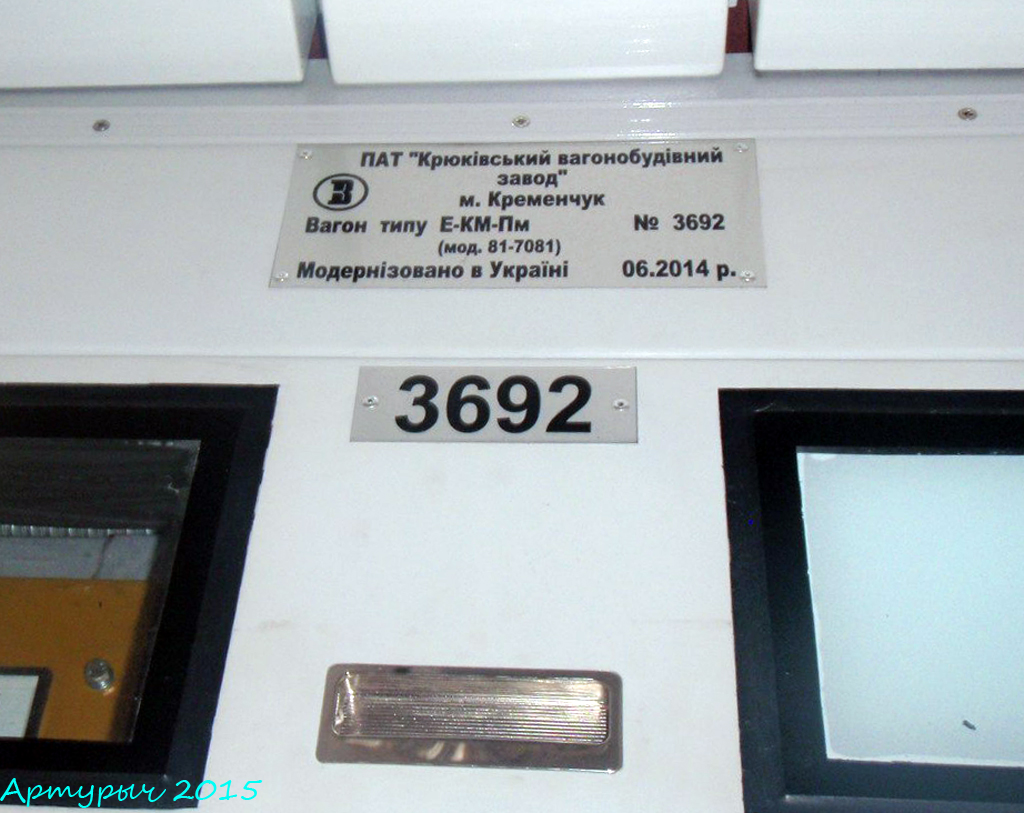 ПАТ "Крюківський вагонобудівний
завод"
м. Кременчук
Вагон типу Е-КМ-Пм № 3692
(мод. 81-7081)
Модернізовано в Україні 06.2014 р.
3692
Артурыч 2015